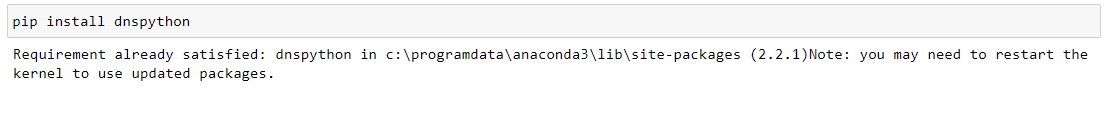 pip install dnspython
Requirement already satisfied: dnspython in c:\programdata\anaconda3\lib\site-packages (2.2.1)Note: you may need to restart the
kernel to use updated packages.